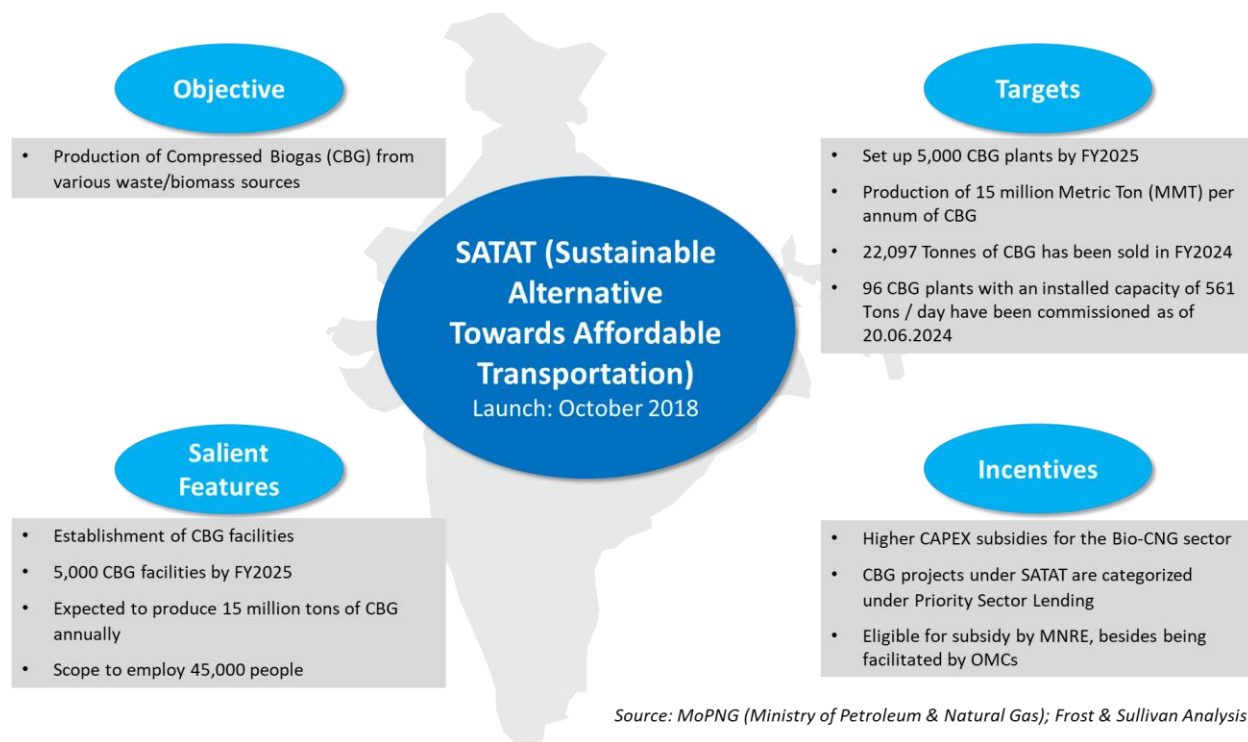 Objective
• Production of Compressed Biogas (CBG) from
various waste/biomass sources
Targets
• Set up 5,000 CBG plants by FY2025
• Production of 15 million Metric Ton (MMT) per
annum of CBG
• 22,097 Tonnes of CBG has been sold in FY2024
• 96 CBG plants with an installed capacity of 561
Tons / day have been commissioned as of
20.06.2024
SATAT (Sustainable
Alternative
Towards Affordable
Transportation)
Launch: October 2018
Salient
Features
• Establishment of CBG facilities
• 5,000 CBG facilities by FY2025
• Expected to produce 15 million tons of CBG
annually
• Scope to employ 45,000 people
Incentives
• Higher CAPEX subsidies for the Bio-CNG sector
• CBG projects under SATAT are categorized
under Priority Sector Lending
• Eligible for subsidy by MNRE, besides being
facilitated by OMCs
Source: MoPNG (Ministry of Petroleum & Natural Gas); Frost & Sullivan Analysis